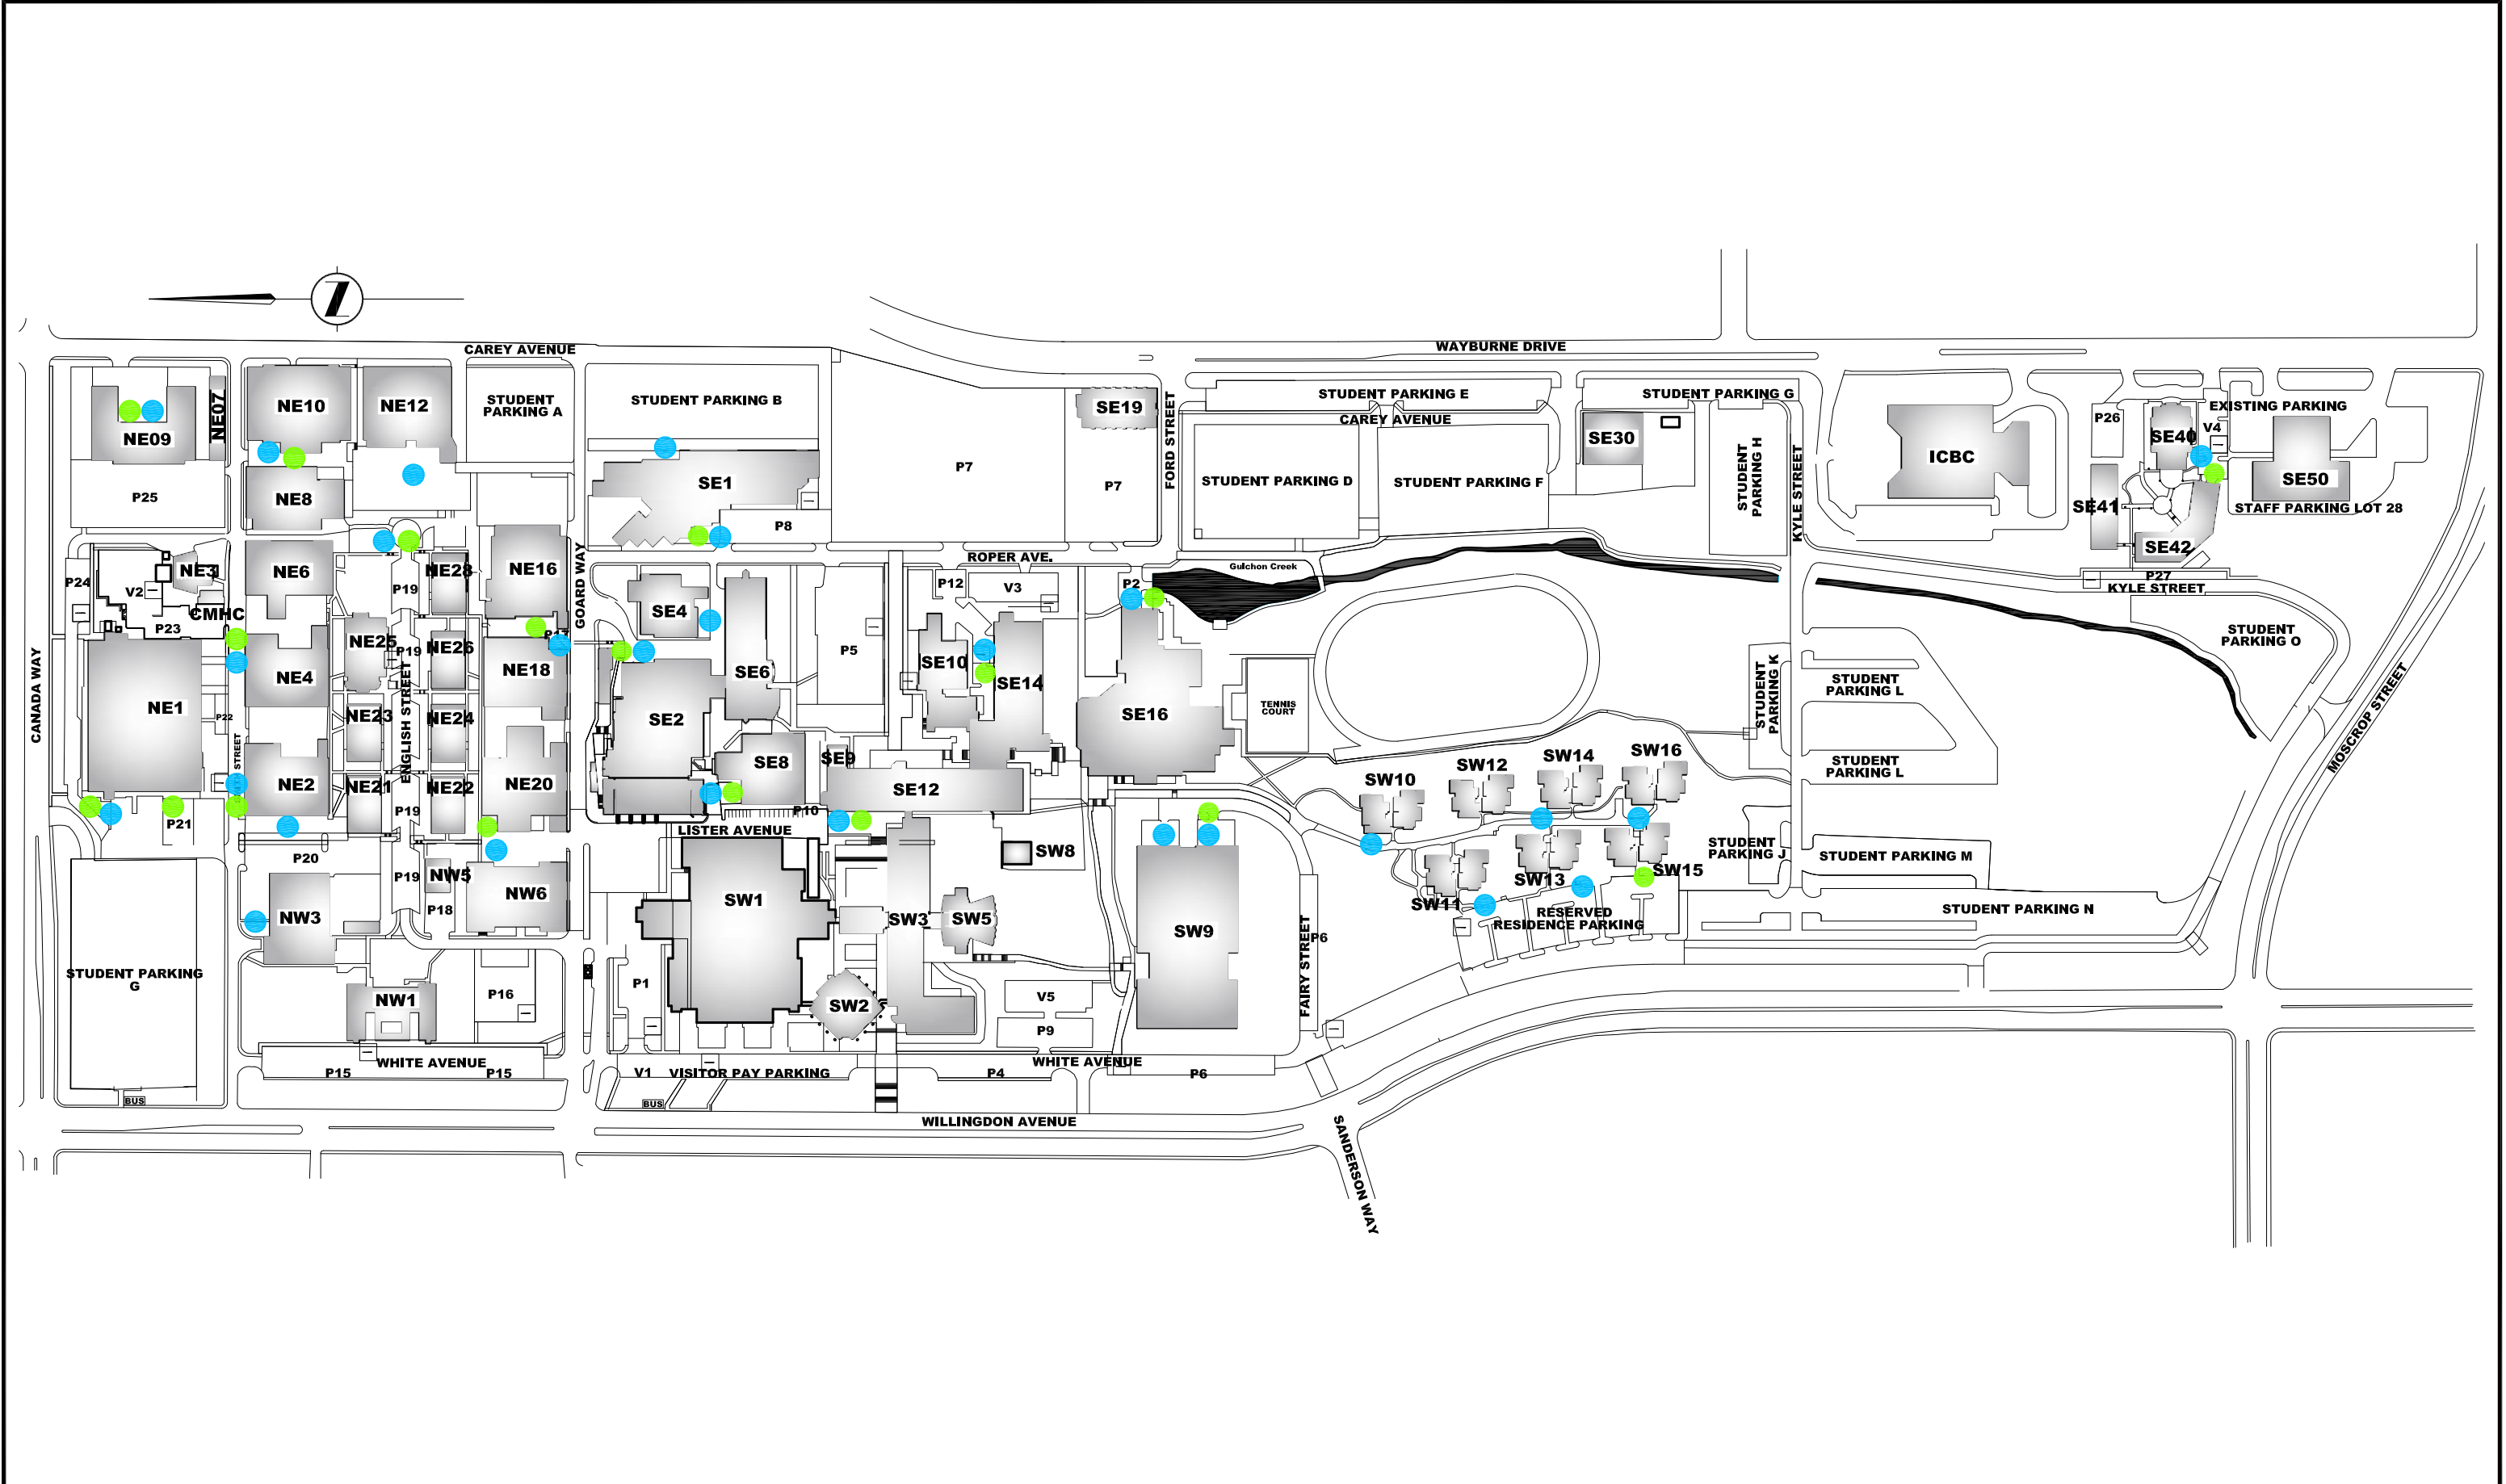 CAREY AVENUE
WAYBURNE DRIVE
NE09
NE07
NE10
NE12
STUDENT
PARKING A
STUDENT PARKING B
SE19
FORD STREET
STUDENT PARKING E
CAREY AVENUE
STUDENT PARKING G
SE30
STUDENT
PARKING H
KYLE STREET
ICBC
P26
SE40
V4
EXISTING PARKING
SE50
STAFF PARKING LOT 28
SE41
SE42
P27
KYLE STREET
P25
NE8
SE1
P8
P7
P7
STUDENT PARKING D
STUDENT PARKING F
ROPER AVE.
Gulchon Creek
P24
V2
NE3
CMHC
P23
NE6
P19
NE28
NE16
GOARD WAY
SE4
P12
V3
P2
NE1
P22
NE4
NE25
P19
NE26
P17
NE18
SE2
SE6
P5
SE10
SE14
SE16
TENNIS
COURT
STUDENT
PARKING K
STUDENT
PARKING L
STUDENT
PARKING L
STUDENT
PARKING O
MOSCROP STREET
CANADA WAY
STREET
NE2
NE23
ENGLISH STREET
NE24
NE21
P19
NE22
NE20
SE8
SE9
SE12
P10
LISTER AVENUE
P21
P20
P19
NW5
P18
NW6
NW3
SW1
SW3
SW5
SW8
SW9
SW2
SW10
SW12
SW14
SW16
SW11
SW13
SW15
RESERVED
RESIDENCE PARKING
STUDENT
PARKING J
STUDENT PARKING M
STUDENT PARKING N
FAIRY STREET
P6
STUDENT PARKING
G
NW1
P16
P1
V5
P9
WHITE AVENUE
P15
P15
V1
VISITOR PAY PARKING
P4
WHITE AVENUE
P6
BUS
BUS
WILLINGDON AVENUE
SANDERSON WAY